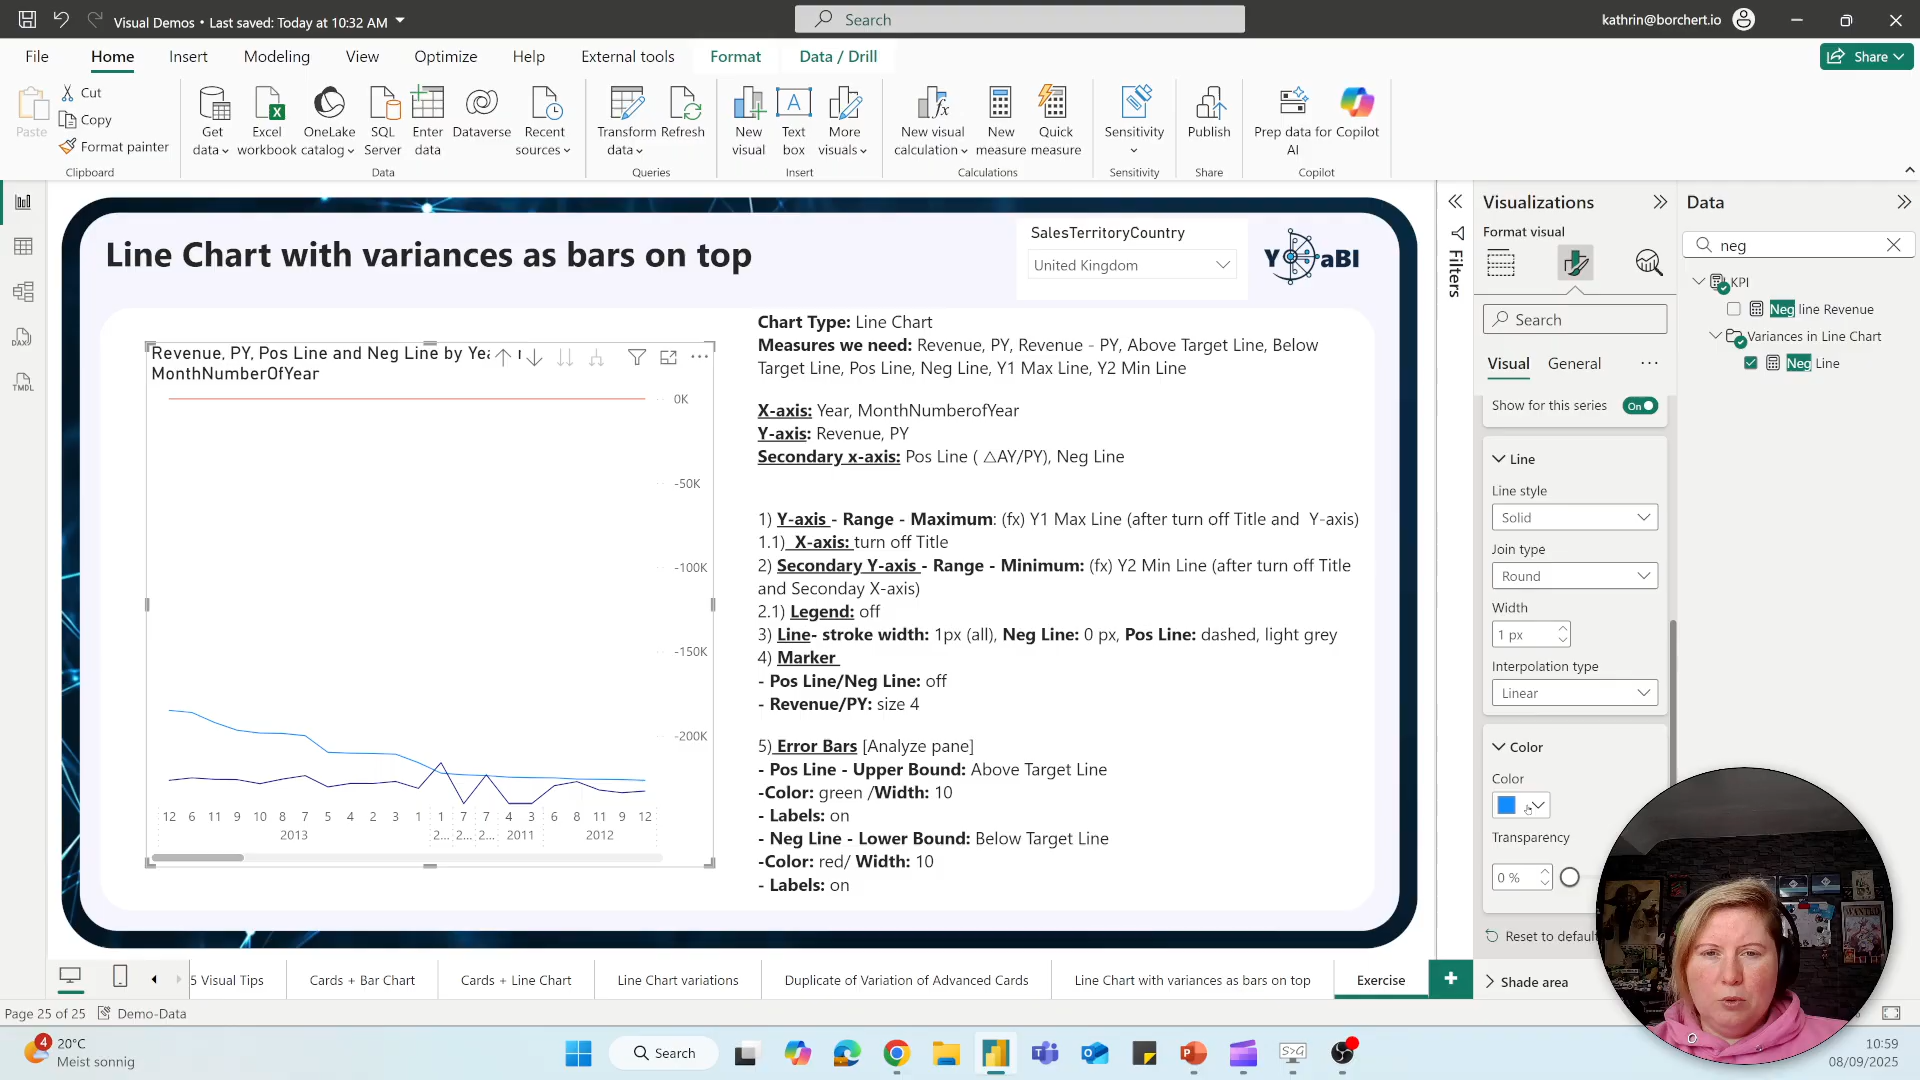 Visual Demos • Last saved: Today at 10:32 AM
Search
kathrin@borchert.io
File Home Insert Modeling View Optimize Help External tools Format Data / Drill
Share
Paste
Cut
Copy
Format painter
Clipboard
Get data
Excel workbook
OneLake catalog
SQL Server
Enter data
Dataverse
Recent sources
Data
Transform data
Refresh
Queries
New visual
Text box
More visuals
Insert
New visual calculation
New measure
Quick measure
Calculations
Sensitivity
Sensitivity
Publish
Share
Prep data for AI
Copilot
Copilot
Line Chart with variances as bars on top
SalesTerritoryCountry
United Kingdom
Y aBI
Revenue, PY, Pos Line and Neg Line by Yea
MonthNumberOfYear
0K
-50K
-100K
-150K
-200K
12 6 11 9 10 8 7 5 4 2 3 1 1 7 7 4 3 6 8 11 9 12
2013 2... 2... 2... 2011 2012
Chart Type: Line Chart
Measures we need: Revenue, PY, Revenue - PY, Above Target Line, Below
Target Line, Pos Line, Neg Line, Y1 Max Line, Y2 Min Line
X-axis: Year, MonthNumberofYear
Y-axis: Revenue, PY
Secondary x-axis: Pos Line ( △AY/PY), Neg Line
1) Y-axis - Range - Maximum: (fx) Y1 Max Line (after turn off Title and Y-axis)
1.1) X-axis: turn off Title
2) Secondary Y-axis - Range - Minimum: (fx) Y2 Min Line (after turn off Title
and Seconday X-axis)
2.1) Legend: off
3) Line- stroke width: 1px (all), Neg Line: 0 px, Pos Line: dashed, light grey
4) Marker
- Pos Line/Neg Line: off
- Revenue/PY: size 4
5) Error Bars [Analyze pane]
- Pos Line - Upper Bound: Above Target Line
-Color: green /Width: 10
- Labels: on
- Neg Line - Lower Bound: Below Target Line
-Color: red/ Width: 10
- Labels: on
Filters
Visualizations
Format visual
Search
Visual General ...
Show for this series On
Line
Line style
Solid
Join type
Round
Width
1 px
Interpolation type
Linear
Color
Color
Transparency
0 %
Reset to default
Shade area
Data
neg
KPI
Neg line Revenue
Variances in Line Chart
Neg Line
WANTED
5 Visual Tips
Cards + Bar Chart
Cards + Line Chart
Line Chart variations
Duplicate of Variation of Advanced Cards
Line Chart with variances as bars on top
Exercise
+
Page 25 of 25
Demo-Data
4
20°C
Meist sonnig
Search
10:59
08/09/2025